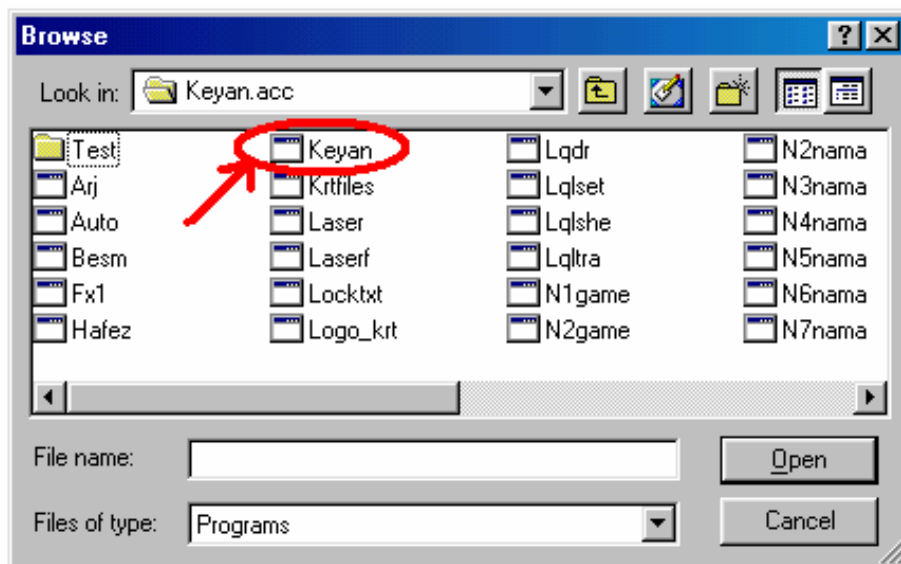 Browse
Look in: Keyan.acc
Test Keyan Lqdr N2nama
Arj Krtfiles Lqlset N3nama
Auto Laser Lqlshe N4nama
Besm Laserf Lqltra N5nama
Fx1 Locktxt N1game N6nama
Hafez Logo_krt N2game N7nama
File name: Open
Files of type: Programs Cancel